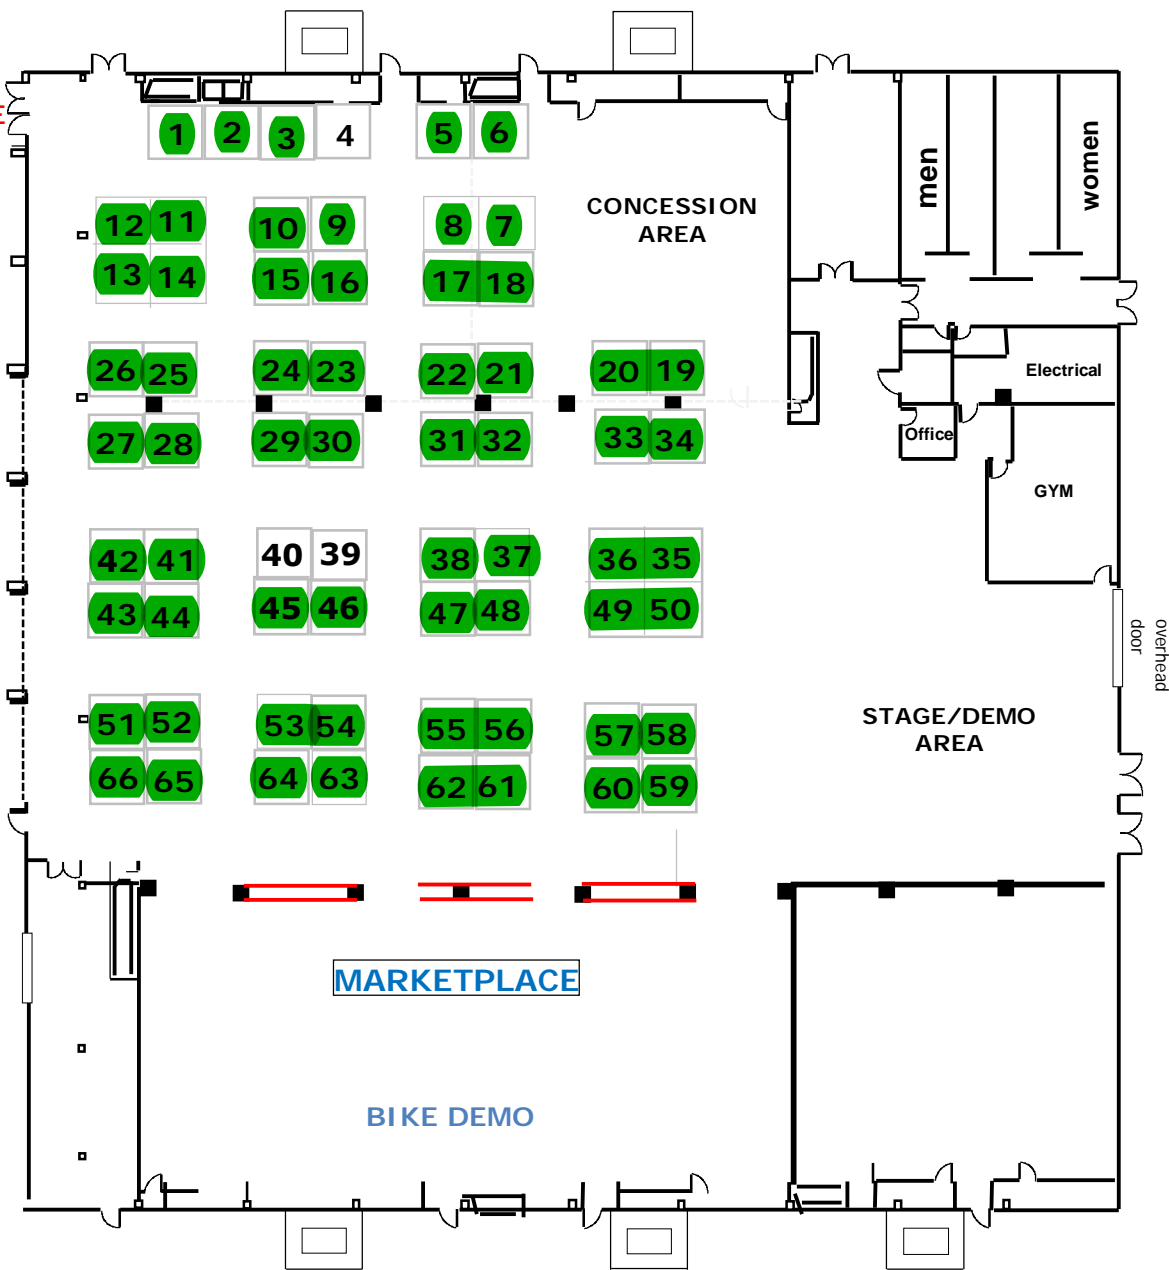 1 2 3 4 5 6
men
women
CONCESSION
AREA
12 11 10 9 8 7
13 14 15 16 17 18
26 25 24 23 22 21 20 19
Electrical
27 28 29 30 31 32 33 34
Office
GYM
42 41 40 39 38 37 36 35
43 44 45 46 47 48 49 50
overhead
door
51 52 53 54 55 56 57 58
STAGE/DEMO
AREA
66 65 64 63 62 61 60 59
MARKETPLACE
BIKE DEMO